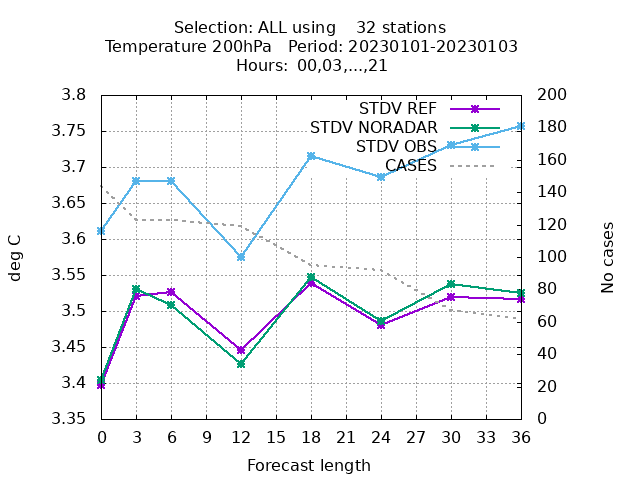 Selection: ALL using    32 stations
Temperature 200hPa   Period: 20230101-20230103
Hours: 00,03,...,21
3.8
3.75
3.7
3.65
3.6
3.55
3.5
3.45
3.4
3.35
deg C
STDV REF
STDV NORADAR
STDV OBS
CASES
200
180
160
140
120
100
80
60
40
20
0
No cases
0 3 6 9 12 15 18 21 24 27 30 33 36
Forecast length